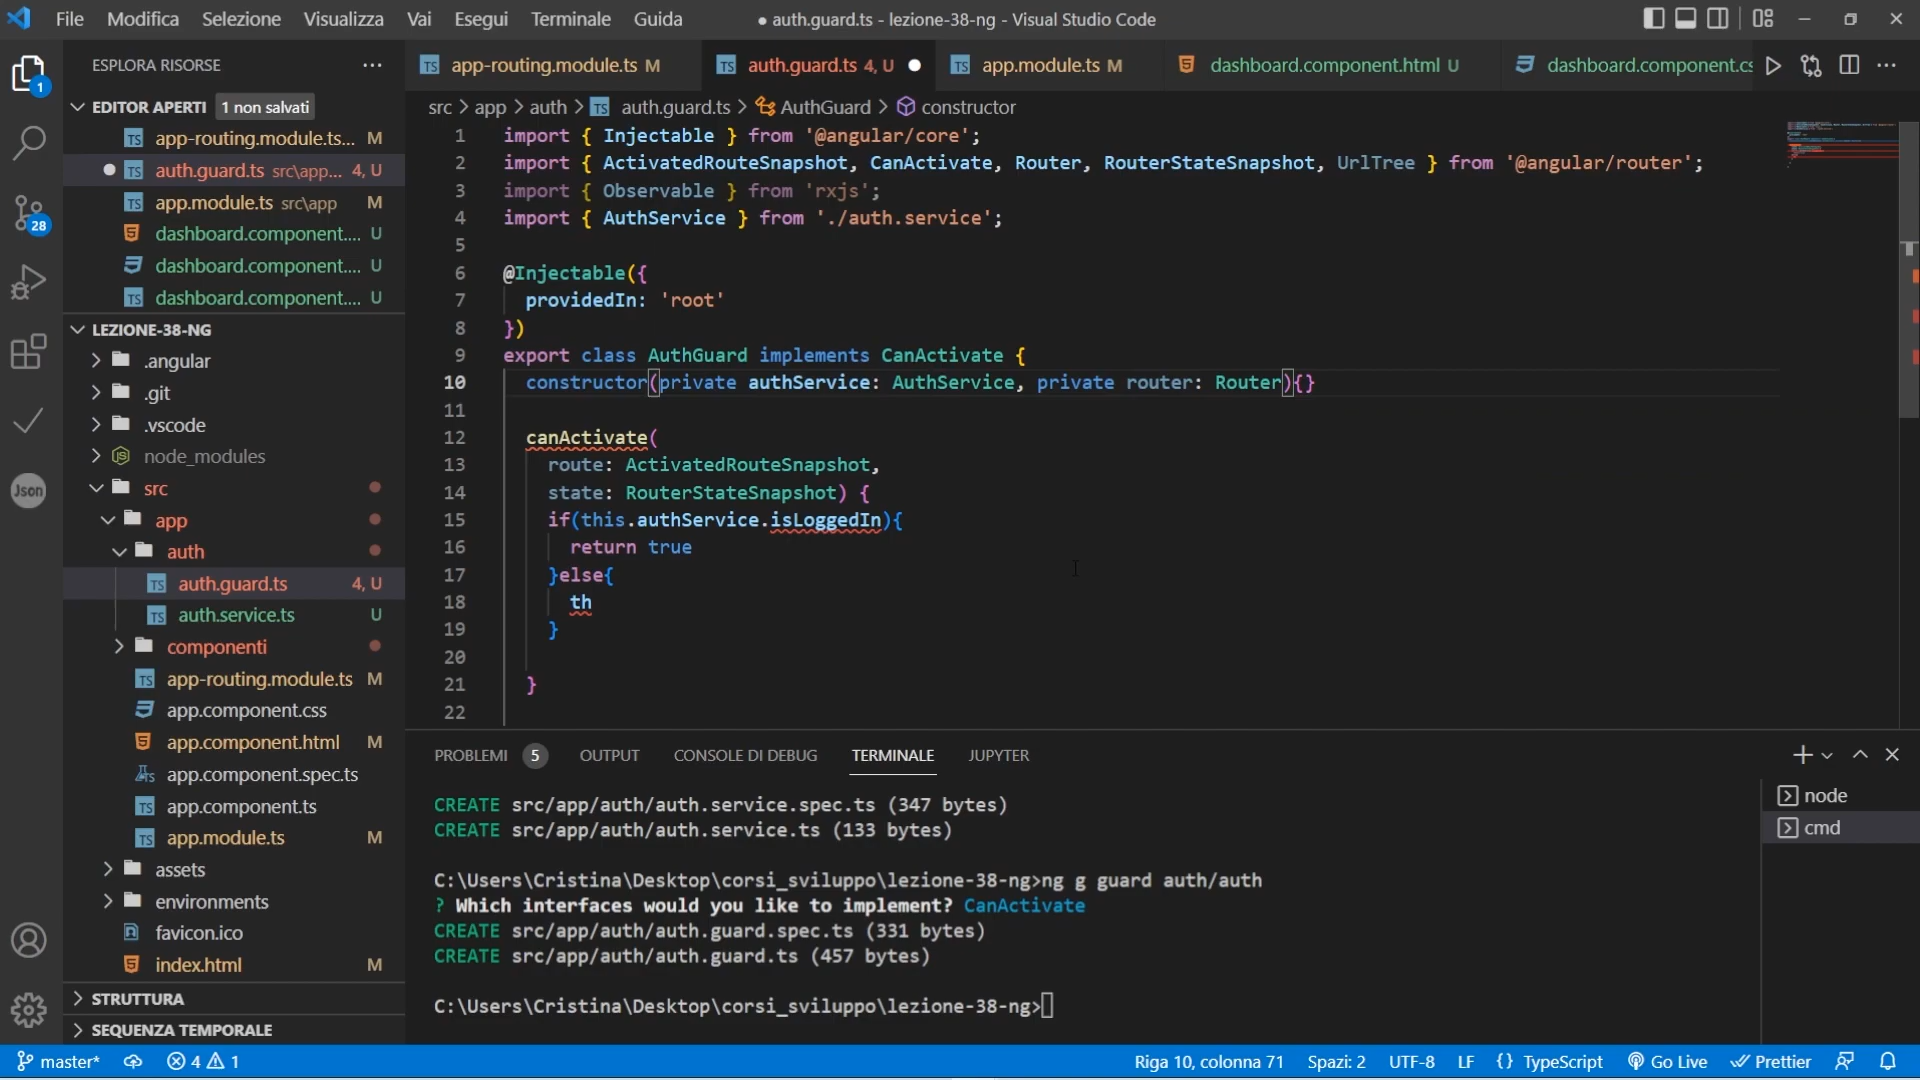 File Modifica Selezione Visualizza Vai Esegui Terminale Guida
● auth.guard.ts - lezione-38-ng - Visual Studio Code
ESPLORA RISORSE
EDITOR APERTI 1 non salvati
app-routing.module.ts... M
auth.guard.ts src\app... 4, U
app.module.ts src\app M
dashboard.component.... U
dashboard.component.... U
dashboard.component.... U
LEZIONE-38-NG
.angular
.git
.vscode
node_modules
src
app
auth
auth.guard.ts 4, U
auth.service.ts U
componenti
app-routing.module.ts M
app.component.css
app.component.html M
app.component.spec.ts
app.component.ts
app.module.ts M
assets
environments
favicon.ico
index.html M
STRUTTURA
SEQUENZA TEMPORALE
1
28
Json
app-routing.module.ts M
auth.guard.ts 4, U
app.module.ts M
dashboard.component.html U
dashboard.component.cs
src > app > auth > auth.guard.ts > AuthGuard > constructor
1 import { Injectable } from '@angular/core';
2 import { ActivatedRouteSnapshot, CanActivate, Router, RouterStateSnapshot, UrlTree } from '@angular/router';
3 import { Observable } from 'rxjs';
4 import { AuthService } from './auth.service';
5
6 @Injectable({
7 providedIn: 'root'
8 })
9 export class AuthGuard implements CanActivate {
10 constructor(private authService: AuthService, private router: Router){}
11
12 canActivate(
13 route: ActivatedRouteSnapshot,
14 state: RouterStateSnapshot) {
15 if(this.authService.isLoggedIn){
16 return true
17 }else{
18 th
19 }
20
21 }
22
PROBLEMI 5 OUTPUT CONSOLE DI DEBUG TERMINALE JUPYTER
CREATE src/app/auth/auth.service.spec.ts (347 bytes)
CREATE src/app/auth/auth.service.ts (133 bytes)
C:\Users\Cristina\Desktop\corsi_sviluppo\lezione-38-ng>ng g guard auth/auth
? Which interfaces would you like to implement? CanActivate
CREATE src/app/auth/auth.guard.spec.ts (331 bytes)
CREATE src/app/auth/auth.guard.ts (457 bytes)
C:\Users\Cristina\Desktop\corsi_sviluppo\lezione-38-ng>
node
cmd
master* 4 1
Riga 10, colonna 71 Spazi: 2 UTF-8 LF {} TypeScript Go Live Prettier